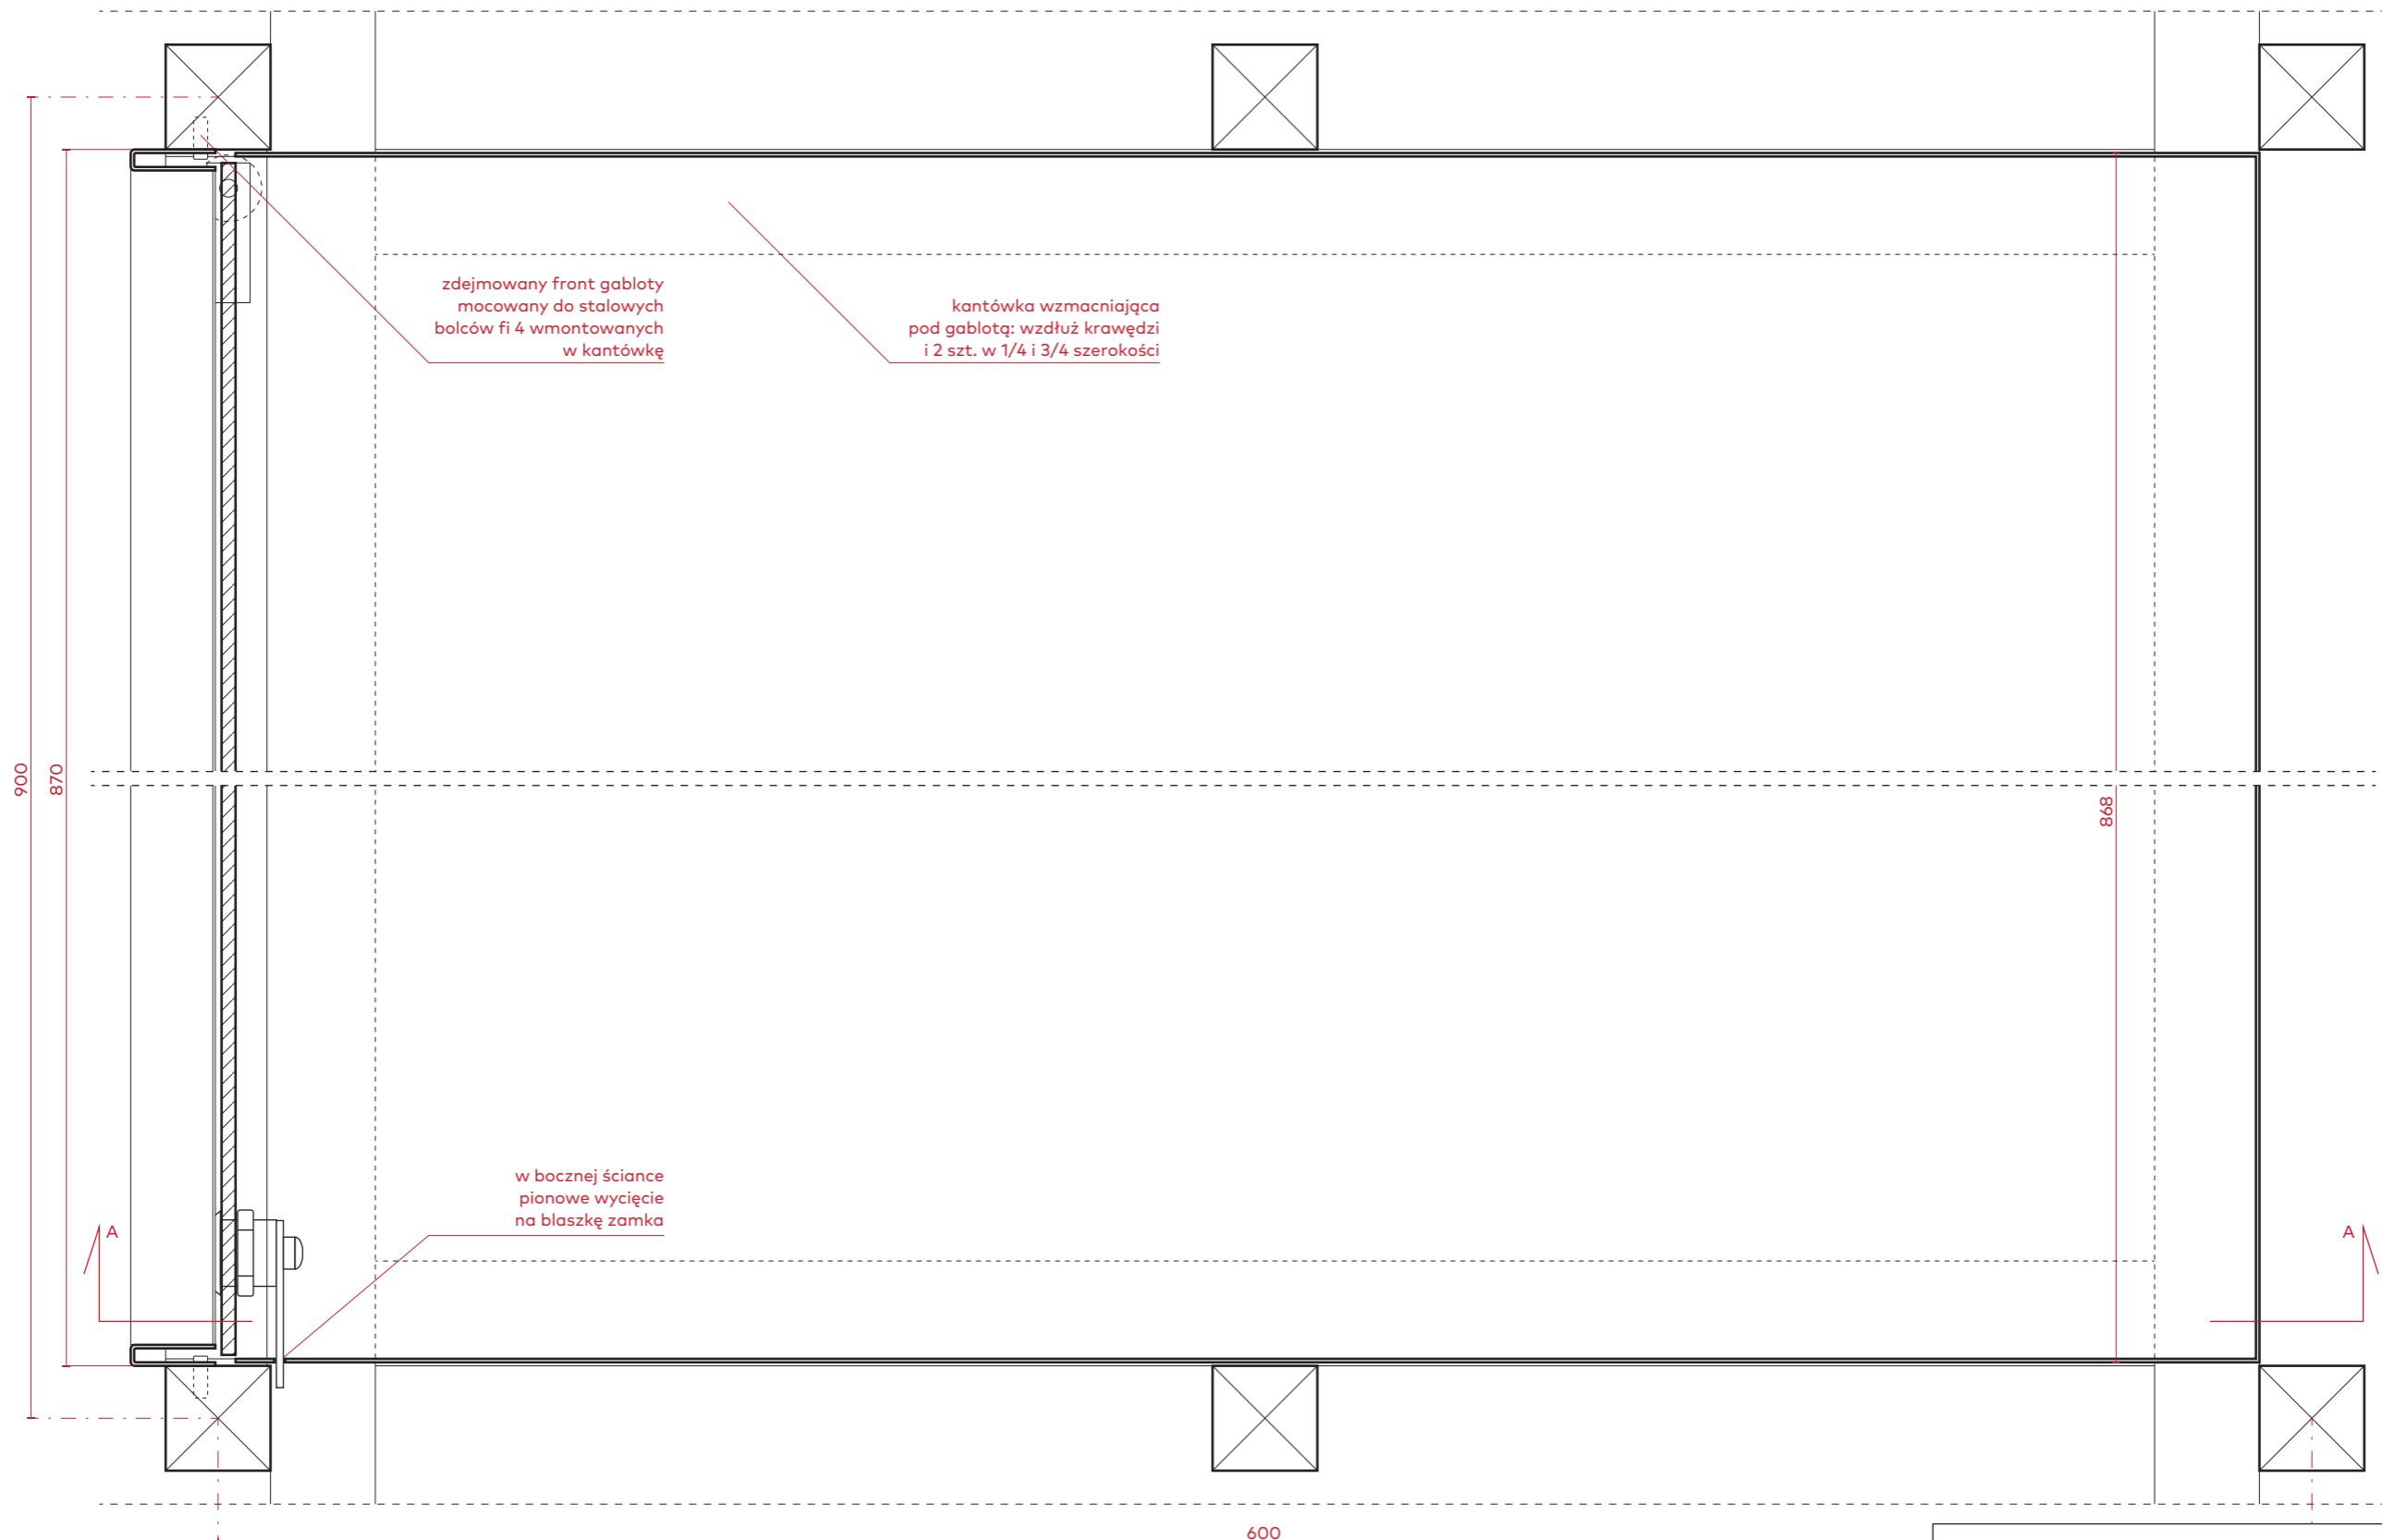 zdejmowany front gabloty
mocowany do stalowych
bolców fi 4 wmontowanych
w kantówkę
kantówka wzmacniająca
pod gablotą: wzdłuż krawędzi
i 2 szt. w 1/4 i 3/4 szerokości
900
870
868
w bocznej ściance
pionowe wycięcie
na blaszkę zamka
A
A
600